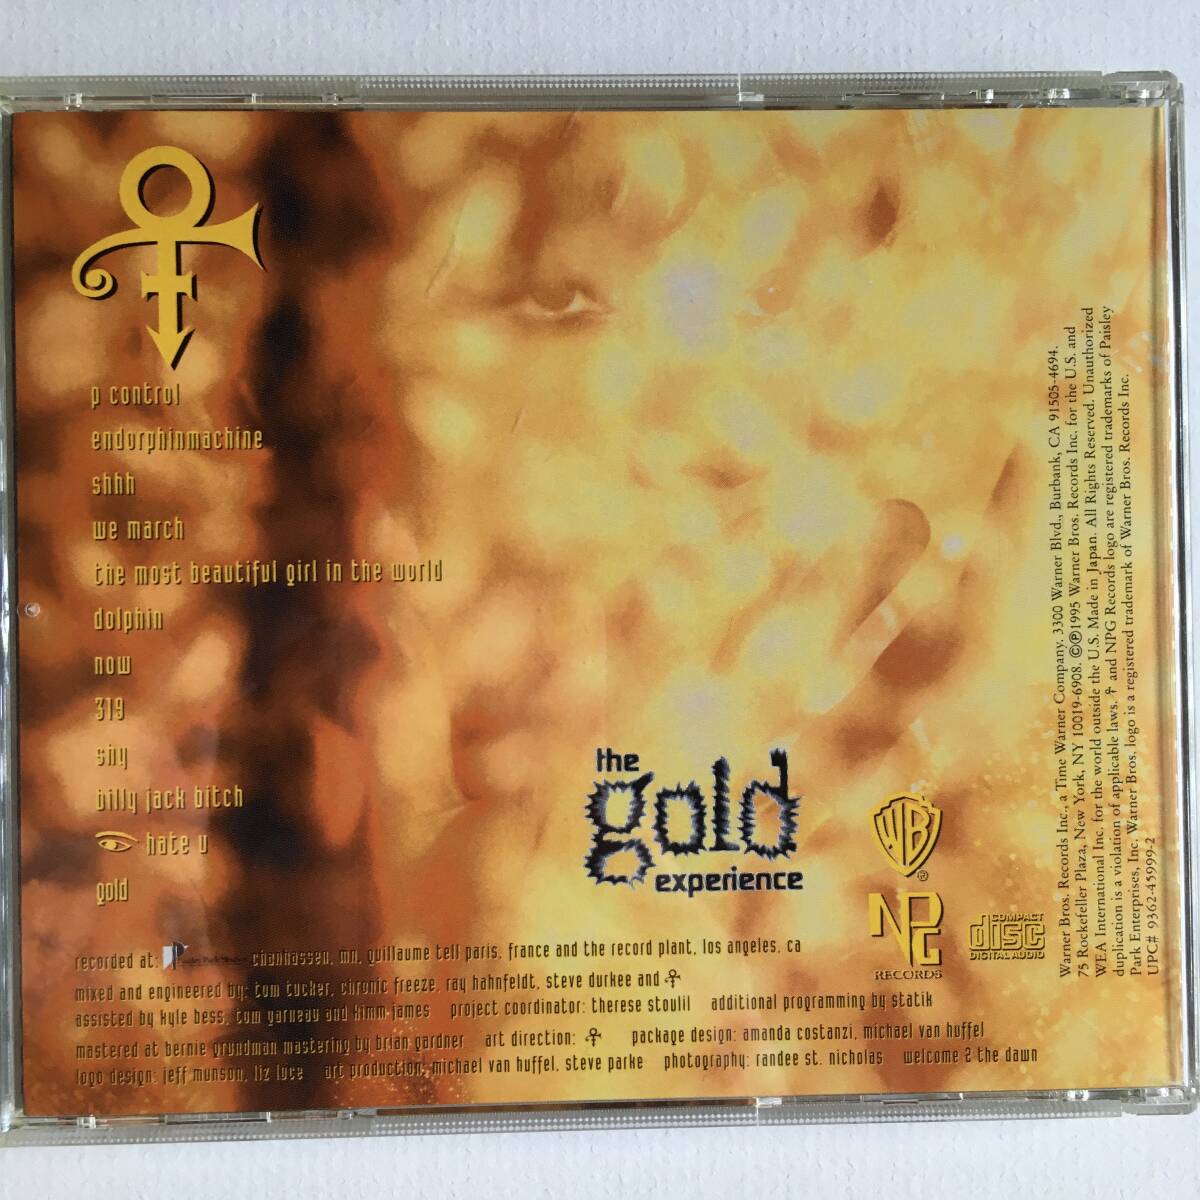 p control
endorphinmachine
shhh
we march
the most beautiful girl in the world
dolphin
now
319
shy
billy jack bitch
hate u
gold
the
gold
experience
WB
®
NPG
RECORDS
COMPACT
disc
DIGITAL AUDIO
recorded at: chanhassen, mn, guillaume tell paris, france and the record plant, los angeles, ca
mixed and engineered by: tom tucker, chronic freeze, ray hahnfeldt, steve durkee and
assisted by kyle bess, tom garneau and kimm james project coordinator: therese stoulil additional programming by statik
mastered at bernie grundman mastering by brian gardner art direction: package design: amanda costanzi, michael van huffel
logo design: jeff munson, liz luce art production: michael van huffel, steve parke photography: randee st. nicholas welcome 2 the dawn
Warner Bros. Records Inc., a Time Warner Company. 3300 Warner Blvd., Burbank, CA 91505-4694.
75 Rockefeller Plaza, New York, NY 10019-6908. ©℗1995 Warner Bros. Records Inc. for the U.S. and
WEA International Inc. for the world outside the U.S. Made in Japan. All Rights Reserved. Unauthorized
duplication is a violation of applicable laws. and NPG Records logo are registered trademarks of Paisley
Park Enterprises, Inc. Warner Bros. logo is a registered trademark of Warner Bros. Records Inc.
UPC# 9362-45999-2